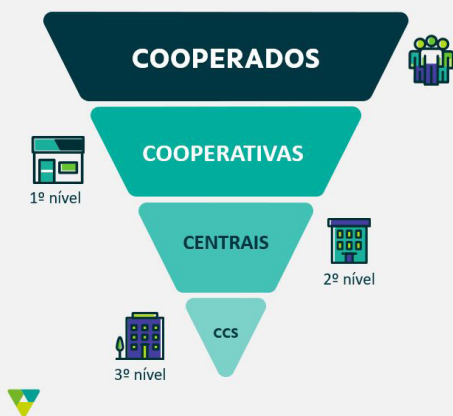 COOPERADOS
COOPERATIVAS
1º nível
CENTRAIS
2º nível
CCS
3º nível